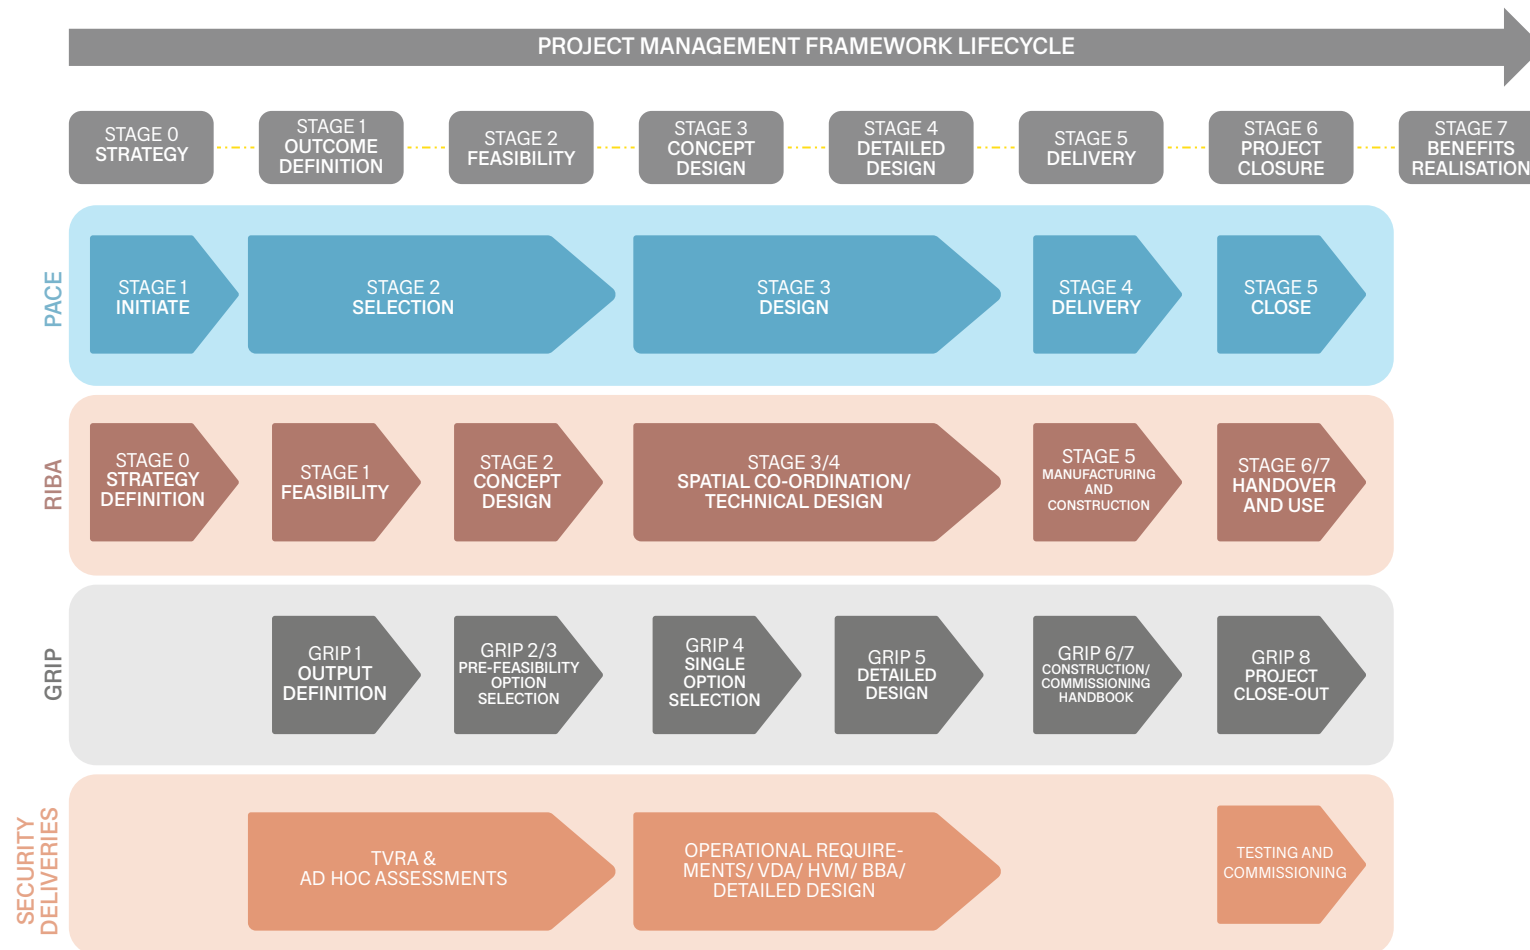 PROJECT MANAGEMENT FRAMEWORK LIFECYCLE
STAGE 0
STRATEGY
STAGE 1
OUTCOME
DEFINITION
STAGE 2
FEASIBILITY
STAGE 3
CONCEPT
DESIGN
STAGE 4
DETAILED
DESIGN
STAGE 5
DELIVERY
STAGE 6
PROJECT
CLOSURE
STAGE 7
BENEFITS
REALISATION
PACE
STAGE 1
INITIATE
STAGE 2
SELECTION
STAGE 3
DESIGN
STAGE 4
DELIVERY
STAGE 5
CLOSE
RIBA
STAGE 0
STRATEGY
DEFINITION
STAGE 1
FEASIBILITY
STAGE 2
CONCEPT
DESIGN
STAGE 3/4
SPATIAL CO-ORDINATION/
TECHNICAL DESIGN
STAGE 5
MANUFACTURING
AND
CONSTRUCTION
STAGE 6/7
HANDOVER
AND USE
GRIP
GRIP 1
OUTPUT
DEFINITION
GRIP 2/3
PRE-FEASIBILITY
OPTION
SELECTION
GRIP 4
SINGLE
OPTION
SELECTION
GRIP 5
DETAILED
DESIGN
GRIP 6/7
CONSTRUCTION/
COMMISSIONING
HANDBOOK
GRIP 8
PROJECT
CLOSE-OUT
SECURITY
DELIVERIES
TVRA &
AD HOC ASSESSMENTS
OPERATIONAL REQUIRE-
MENTS/ VDA/ HVM/ BBA/
DETAILED DESIGN
TESTING AND
COMMISSIONING